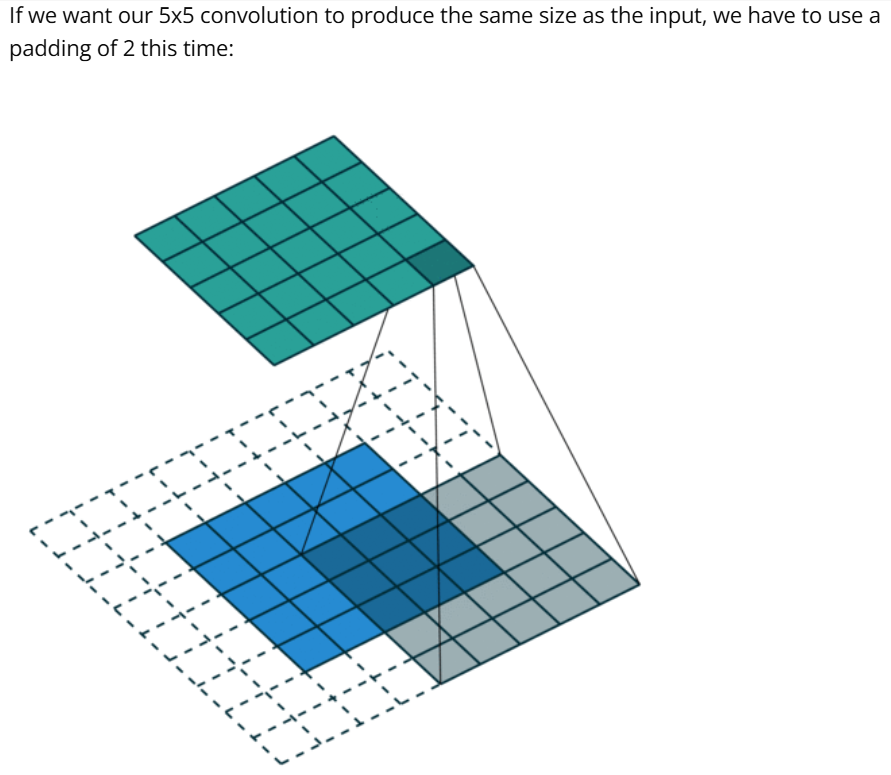 If we want our 5x5 convolution to produce the same size as the input, we have to use a
padding of 2 this time: